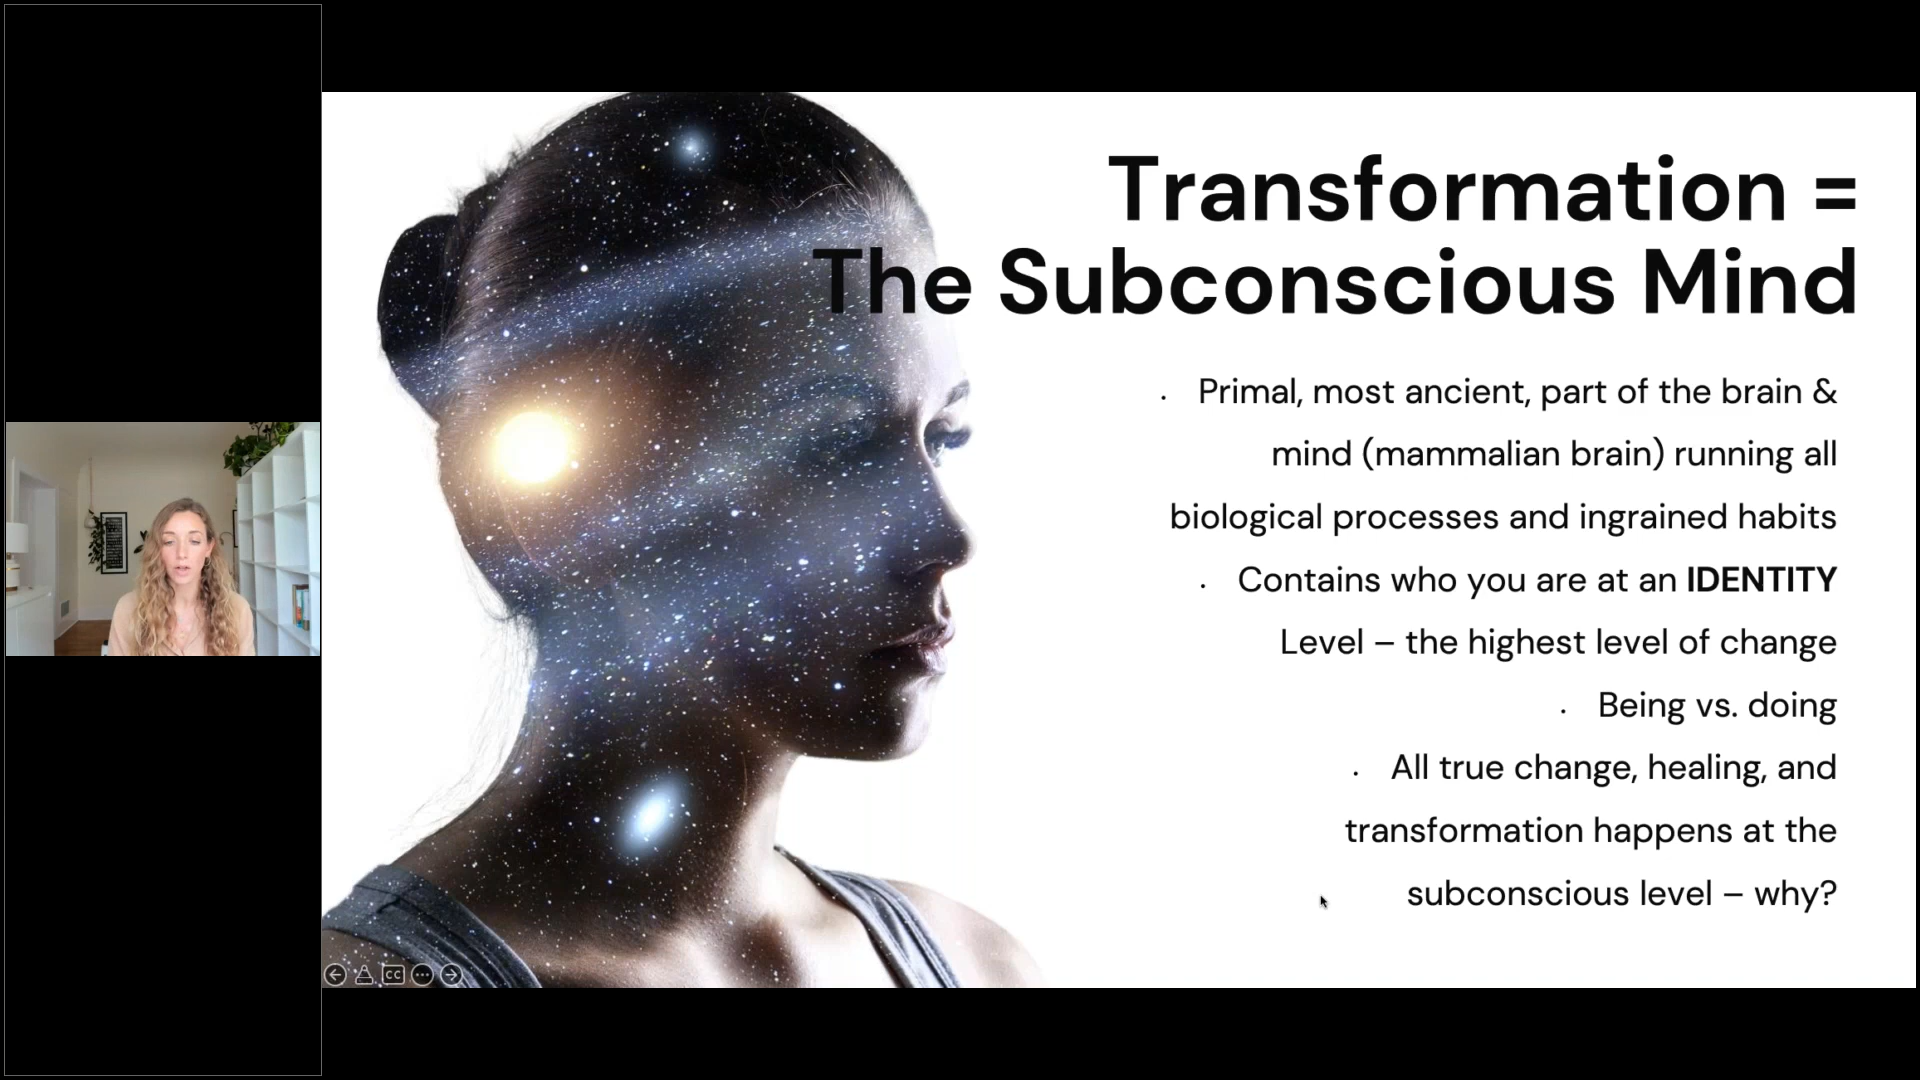 Transformation =
The Subconscious Mind
· Primal, most ancient, part of the brain &
mind (mammalian brain) running all
biological processes and ingrained habits
· Contains who you are at an IDENTITY
Level – the highest level of change
· Being vs. doing
· All true change, healing, and
transformation happens at the
subconscious level – why?
CC